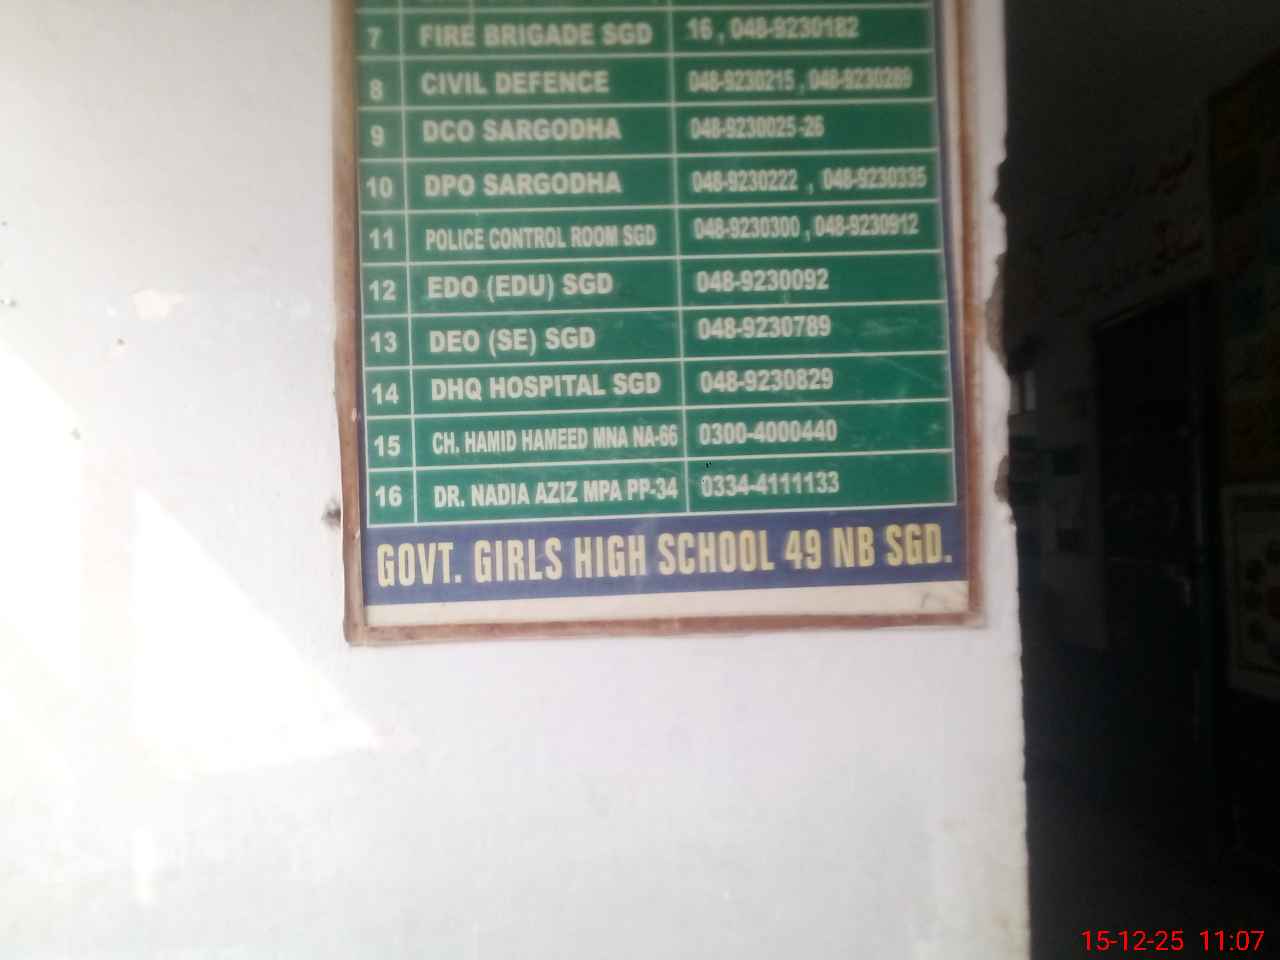 7 FIRE BRIGADE SGD 16 , 048-9230182
8 CIVIL DEFENCE 048-9230215 , 048-9230289
9 DCO SARGODHA 048-9230025-26
10 DPO SARGODHA 048-9230222 , 048-9230335
11 POLICE CONTROL ROOM SGD 048-9230300 , 048-9230912
12 EDO (EDU) SGD 048-9230092
13 DEO (SE) SGD 048-9230789
14 DHQ HOSPITAL SGD 048-9230829
15 CH. HAMID HAMEED MNA NA-66 0300-4000440
16 DR. NADIA AZIZ MPA PP-34 0334-4111133
GOVT. GIRLS HIGH SCHOOL 49 NB SGD.
15-12-25 11:07